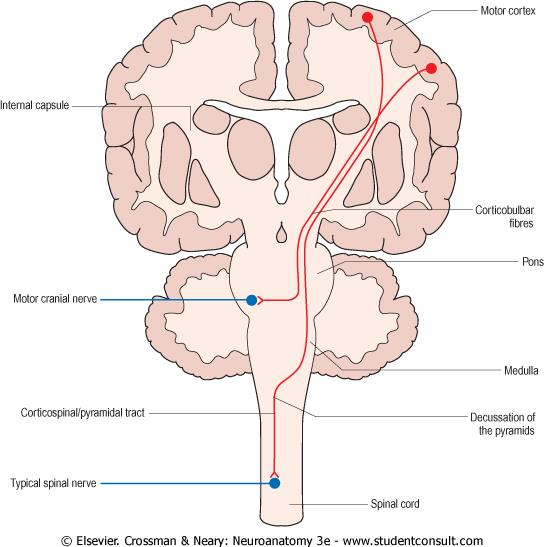 Motor cortex
Internal capsule
Corticobulbar
fibres
Pons
Motor cranial nerve
Medulla
Corticospinal/pyramidal tract
Decussation of
the pyramids
Typical spinal nerve
Spinal cord
© Elsevier. Crossman & Neary: Neuroanatomy 3e - www.studentconsult.com